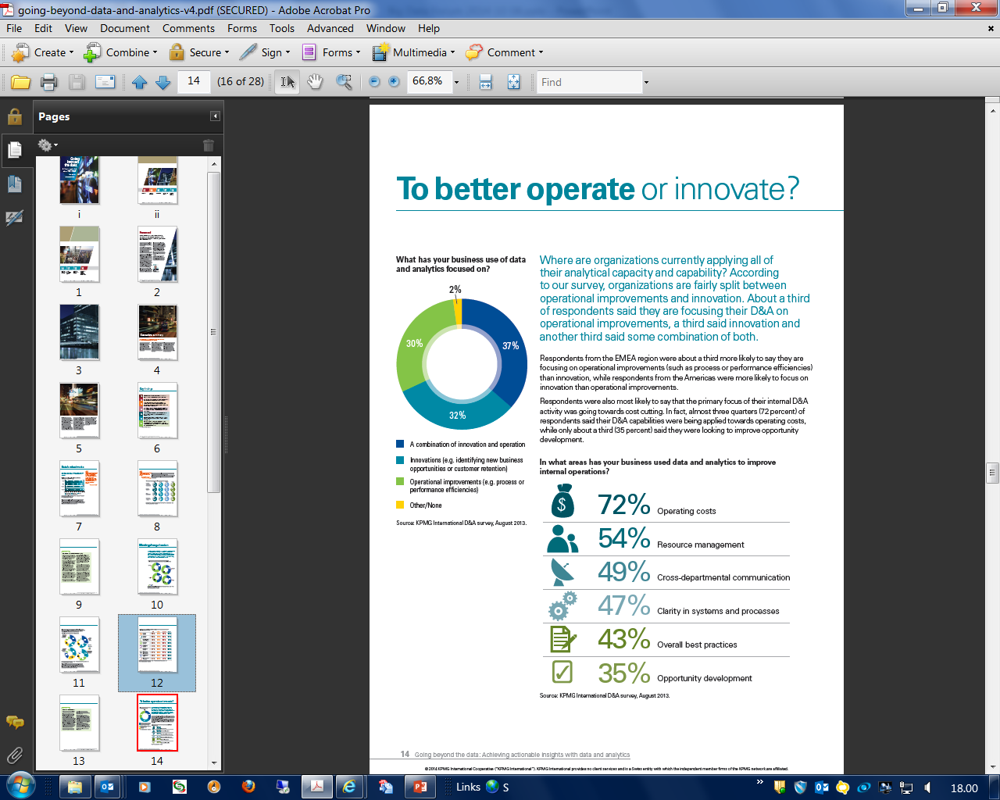 going-beyond-data-and-analytics-v4.pdf (SECURED) - Adobe Acrobat Pro
File Edit View Document Comments Forms Tools Advanced Window Help
Create Combine Secure Sign Forms Multimedia Comment
14 (16 of 28) 66,8% Find
Pages
Going beyond the data
i ii
1 2
3 4
5 6
7 8
9 10
11 12
13 14
To better operate or innovate?
What has your business use of data
and analytics focused on?
2%
30%
37%
32%
A combination of innovation and operation
Innovations (e.g. identifying new business
opportunities or customer retention)
Operational improvements (e.g. process or
performance efficiencies)
Other/None
Source: KPMG International D&A survey, August 2013.
Where are organizations currently applying all of
their analytical capacity and capability? According
to our survey, organizations are fairly split between
operational improvements and innovation. About a third
of respondents said they are focusing their D&A on
operational improvements, a third said innovation and
another third said some combination of both.
Respondents from the EMEA region were about a third more likely to say they are
focusing on operational improvements (such as process or performance efficiencies)
than innovation, while respondents from the Americas were more likely to focus on
innovation than operational improvements.
Respondents were also most likely to say that the primary focus of their internal D&A
activity was going towards cost cutting. In fact, almost three quarters (72 percent) of
respondents said their D&A capabilities were being applied towards operating costs,
while only about a third (35 percent) said they were looking to improve opportunity
development.
In what areas has your business used data and analytics to improve
internal operations?
$ 72% Operating costs
54% Resource management
49% Cross-departmental communication
47% Clarity in systems and processes
43% Overall best practices
35% Opportunity development
Source: KPMG International D&A survey, August 2013.
14 Going beyond the data: Achieving actionable insights with data and analytics
© 2014 KPMG International Cooperative ("KPMG International"). KPMG International provides no client services and is a Swiss entity with which the independent member firms of the KPMG network are affiliated.
Links S 18.00